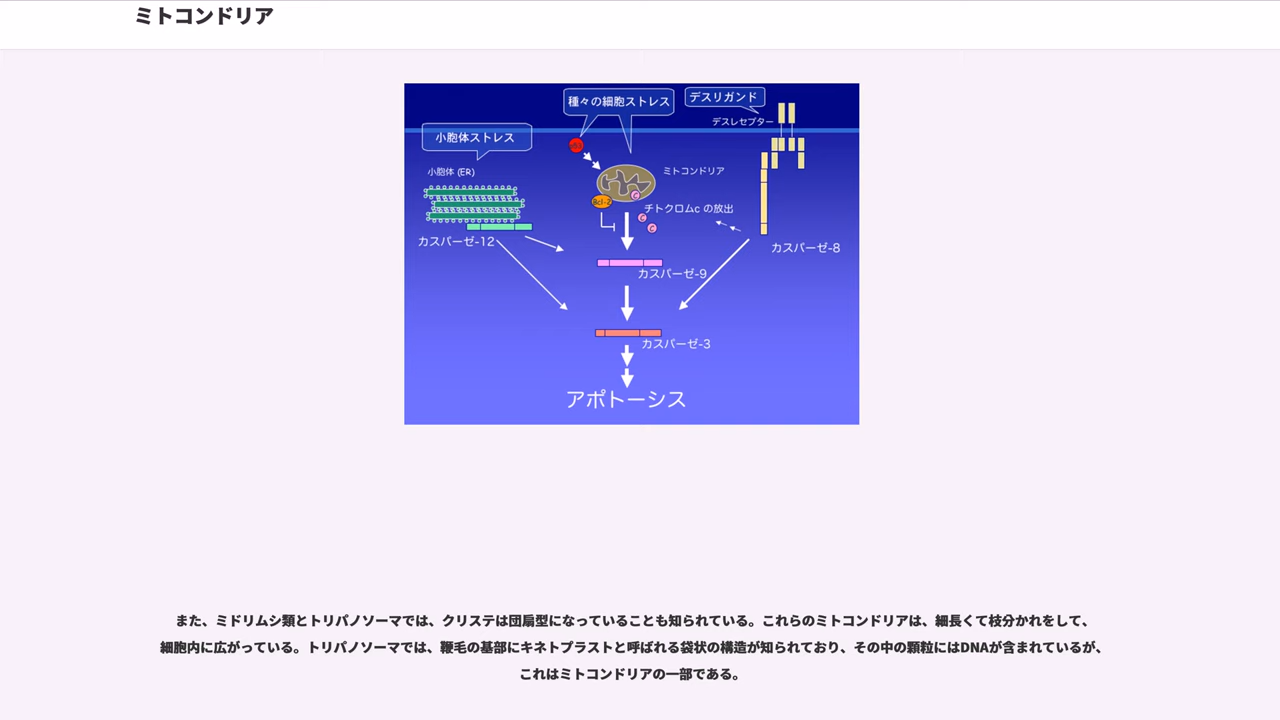 ミトコンドリア
種々の細胞ストレス
デスリガンド
デスレセプター
小胞体ストレス
p53
小胞体 (ER)
ミトコンドリア
Bcl-2
C
チトクロムc の放出
C
C
カスパーゼ-12
カスパーゼ-8
カスパーゼ-9
カスパーゼ-3
アポトーシス
また、ミドリムシ類とトリパノソーマでは、クリステは団扇型になっていることも知られている。これらのミトコンドリアは、細長くて枝分かれをして、
細胞内に広がっている。トリパノソーマでは、鞭毛の基部にキネトプラストと呼ばれる袋状の構造が知られており、その中の顆粒にはDNAが含まれているが、
これはミトコンドリアの一部である。